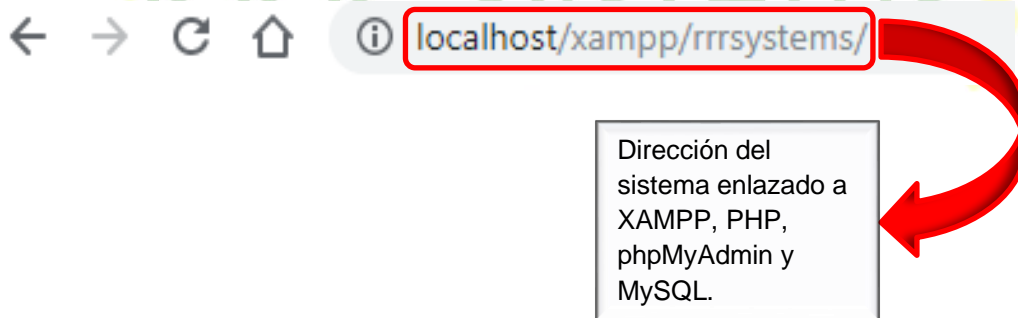 localhost/xampp/rrrsystems/
Dirección del
sistema enlazado a
XAMPP, PHP,
phpMyAdmin y
MySQL.